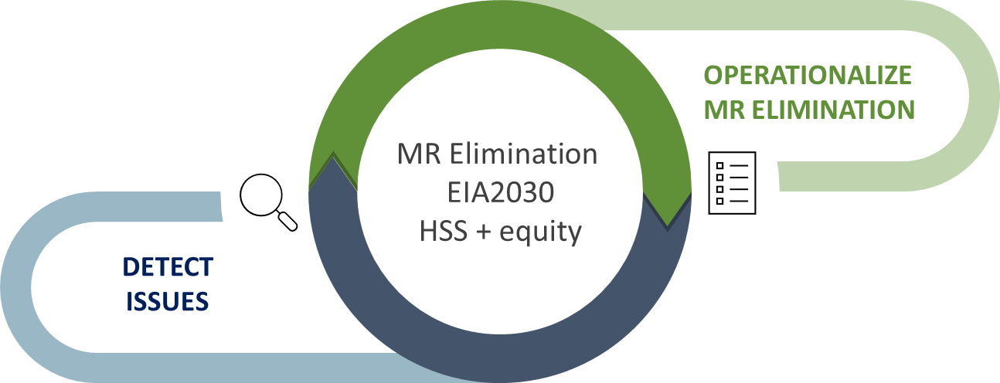 OPERATIONALIZE
MR ELIMINATION
MR Elimination
EIA2030
HSS + equity
DETECT
ISSUES